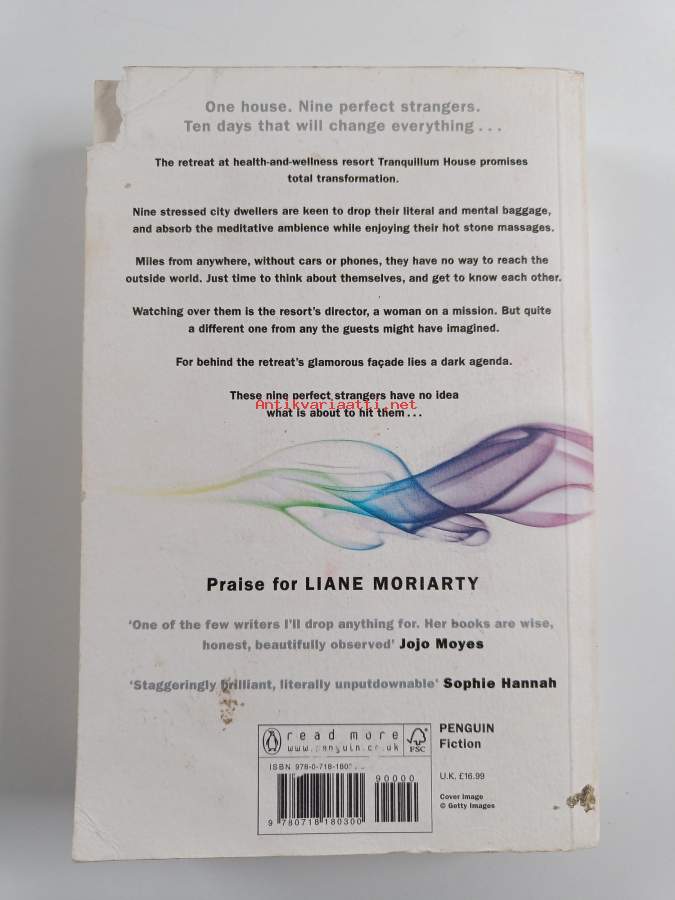 One house. Nine perfect strangers.
Ten days that will change everything . . .
The retreat at health-and-wellness resort Tranquillum House promises
total transformation.
Nine stressed city dwellers are keen to drop their literal and mental baggage,
and absorb the meditative ambience while enjoying their hot stone massages.
Miles from anywhere, without cars or phones, they have no way to reach the
outside world. Just time to think about themselves, and get to know each other.
Watching over them is the resort's director, a woman on a mission. But quite
a different one from any the guests might have imagined.
For behind the retreat's glamorous façade lies a dark agenda.
These nine perfect strangers have no idea
Antikvariaatti.net
what is about to hit them . . .
Praise for LIANE MORIARTY
'One of the few writers I'll drop anything for. Her books are wise,
honest, beautifully observed' Jojo Moyes
'Staggeringly brilliant, literally unputdownable' Sophie Hannah
read more
FSC
PENGUIN
Fiction
ISBN 978-0-718-180
90000
U.K. £16.99
Cover image
© Getty Images
9 780718 180300